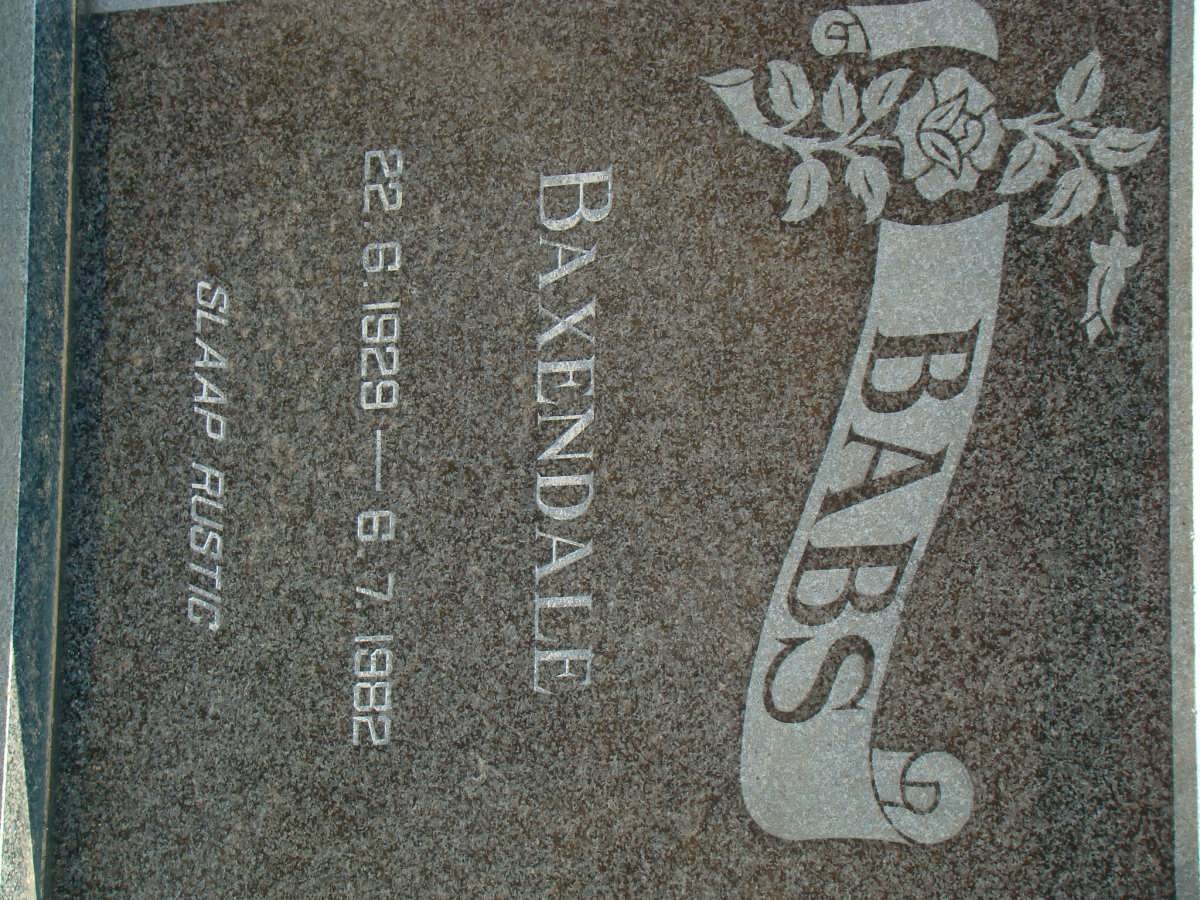 BABS
BAXENDALE
22.6.1929 — 6.7.1982
SLAAP RUSTIG